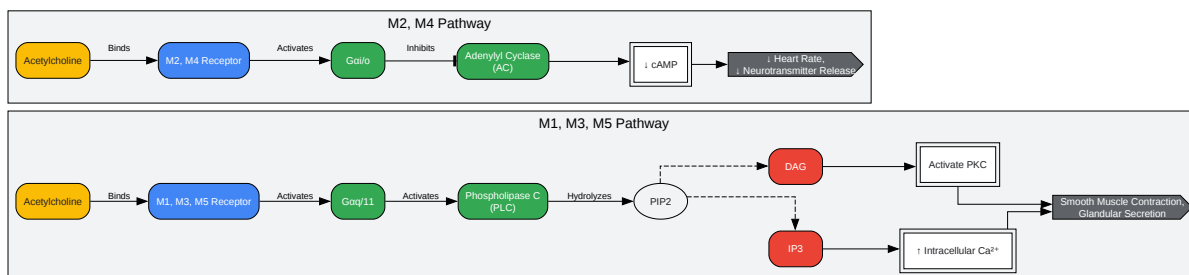 M2, M4 Pathway
Acetylcholine
Binds
M2, M4 Receptor
Activates
Gαi/o
Inhibits
Adenylyl Cyclase
(AC)
↓ cAMP
↓ Heart Rate,
↓ Neurotransmitter Release
M1, M3, M5 Pathway
Acetylcholine
Binds
M1, M3, M5 Receptor
Activates
Gαq/11
Activates
Phospholipase C
(PLC)
Hydrolyzes
PIP2
DAG
Activate PKC
IP3
↑ Intracellular Ca²⁺
Smooth Muscle Contraction,
Glandular Secretion